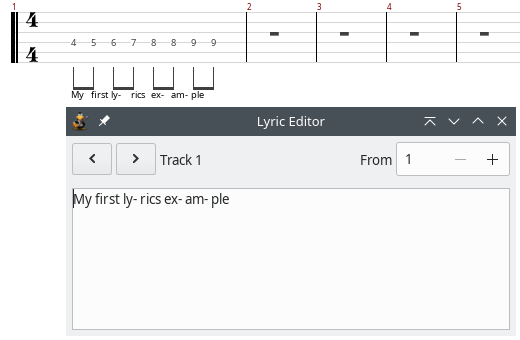 1 2 3 4 5
4
4
4 5 6 7 8 8 9 9
My first ly- rics ex- am- ple
Lyric Editor
Track 1 From 1
My first ly- rics ex- am- ple